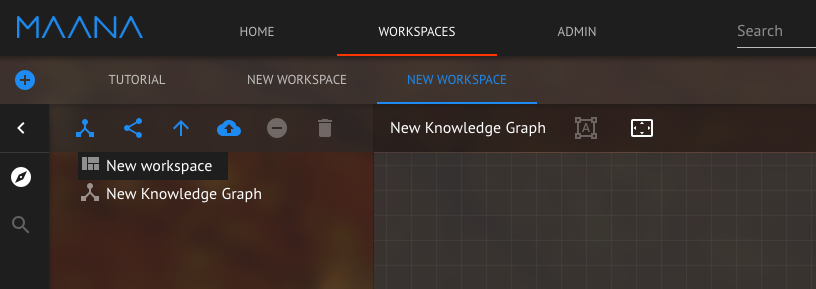 MAANA
HOME
WORKSPACES
ADMIN
Search
TUTORIAL
NEW WORKSPACE
NEW WORKSPACE
New Knowledge Graph
A
New workspace
New Knowledge Graph